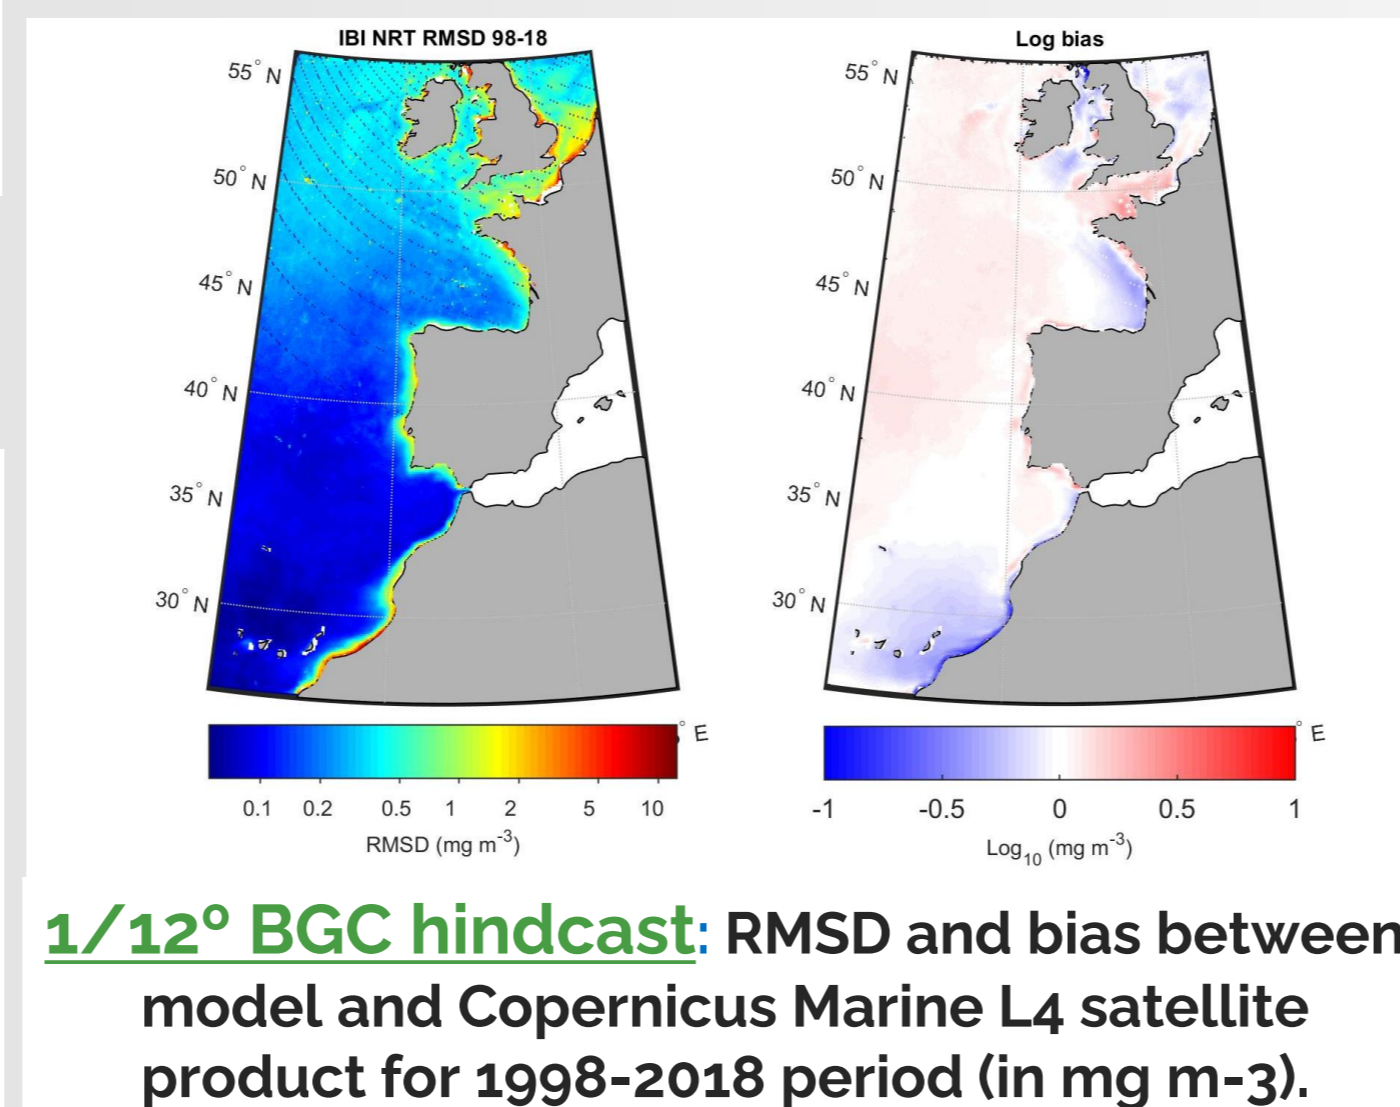 IBI NRT RMSD 98-18
55° N
50° N
45° N
40° N
35° N
30° N
° E
0.1 0.2 0.5 1 2 5 10
RMSD (mg m-3)
Log bias
55° N
50° N
45° N
40° N
35° N
30° N
° E
-1 -0.5 0 0.5 1
Log10 (mg m-3)
1/12º BGC hindcast: RMSD and bias between
model and Copernicus Marine L4 satellite
product for 1998-2018 period (in mg m-3).